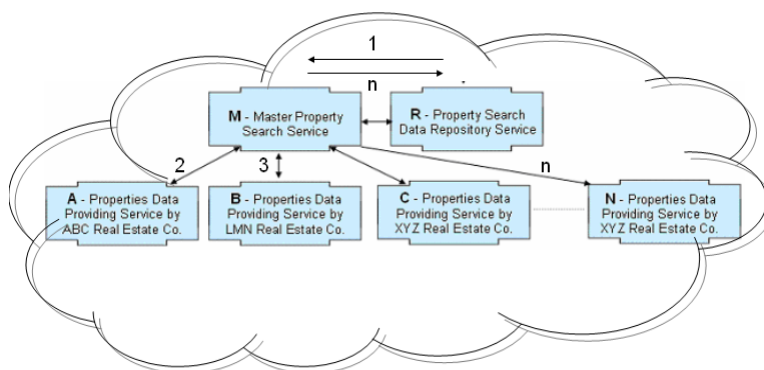 1
n
M - Master Property
Search Service
R - Property Search
Data Repository Service
2
3
n
A - Properties Data
Providing Service by
ABC Real Estate Co.
B - Properties Data
Providing Service by
LMN Real Estate Co.
C - Properties Data
Providing Service by
XYZ Real Estate Co.
N - Properties Data
Providing Service by
XYZ Real Estate Co.